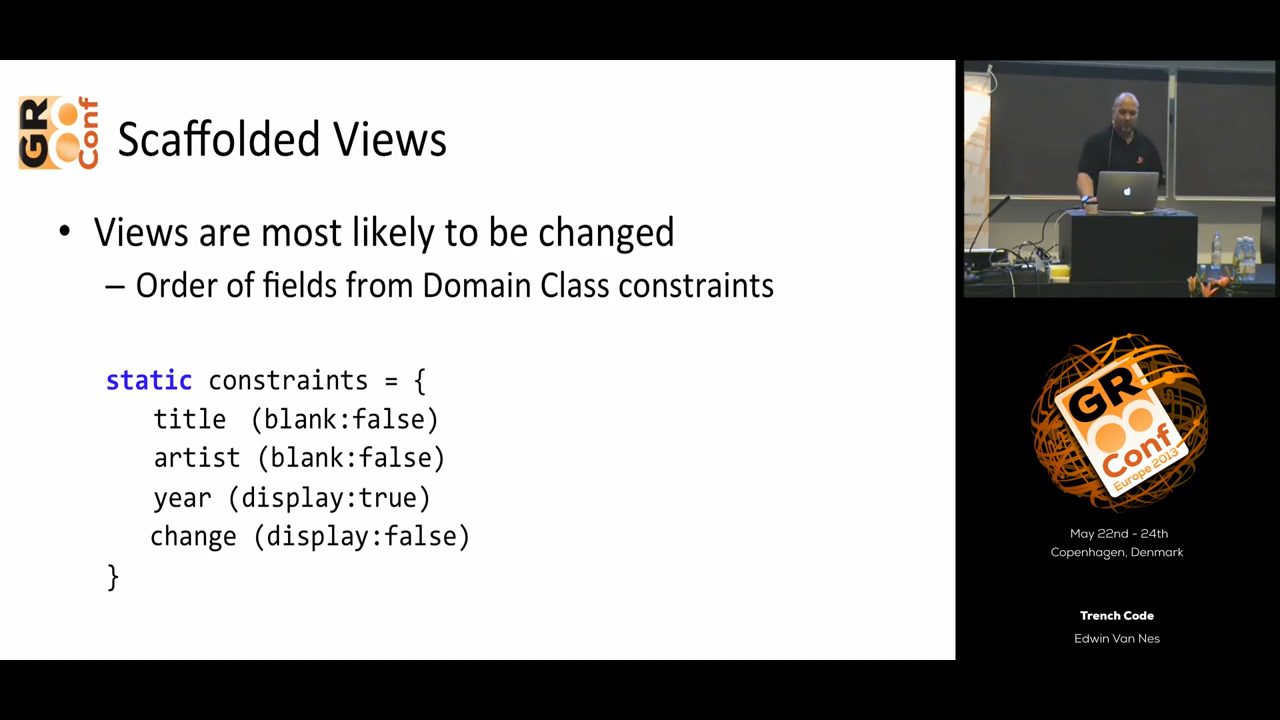 GR8 Conf
Scaffolded Views
• Views are most likely to be changed
– Order of fields from Domain Class constraints
static constraints = {
title (blank:false)
artist (blank:false)
year (display:true)
change (display:false)
}
GR8 Conf
Europe 2013
May 22nd - 24th
Copenhagen, Denmark
Trench Code
Edwin Van Nes